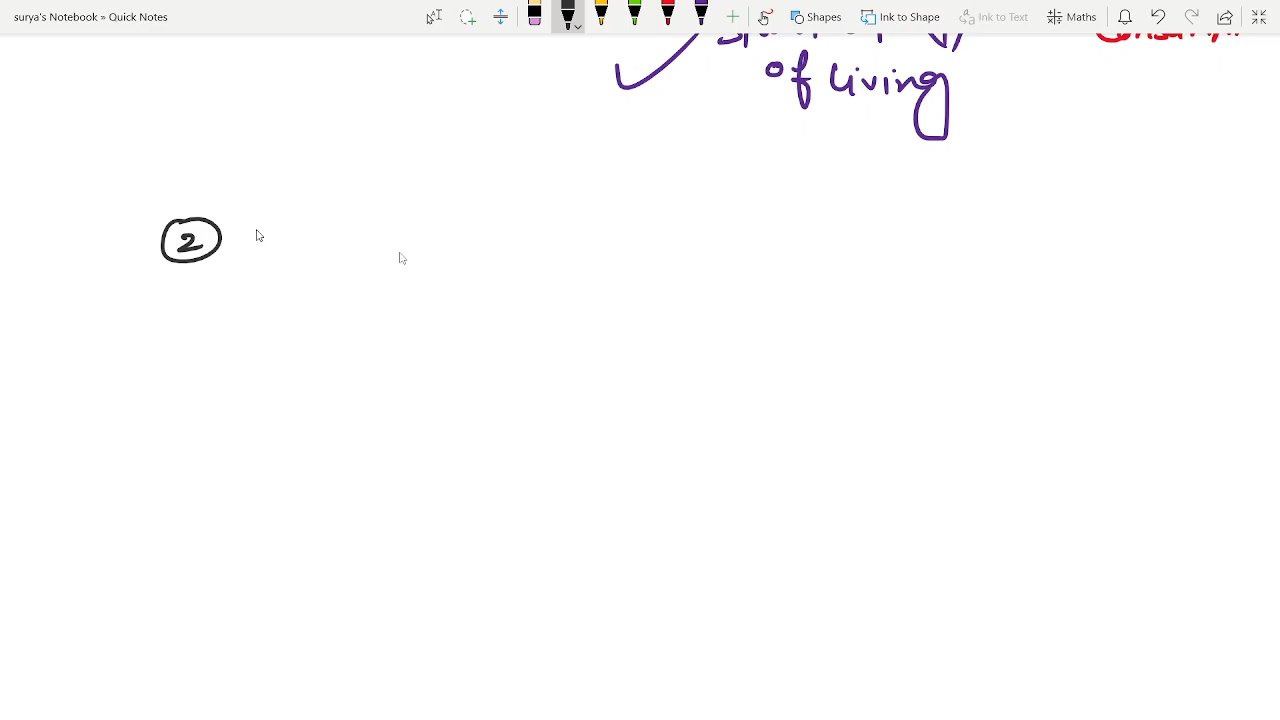 surya's Notebook » Quick Notes
Shapes
Ink to Shape
Ink to Text
Maths
of living
2